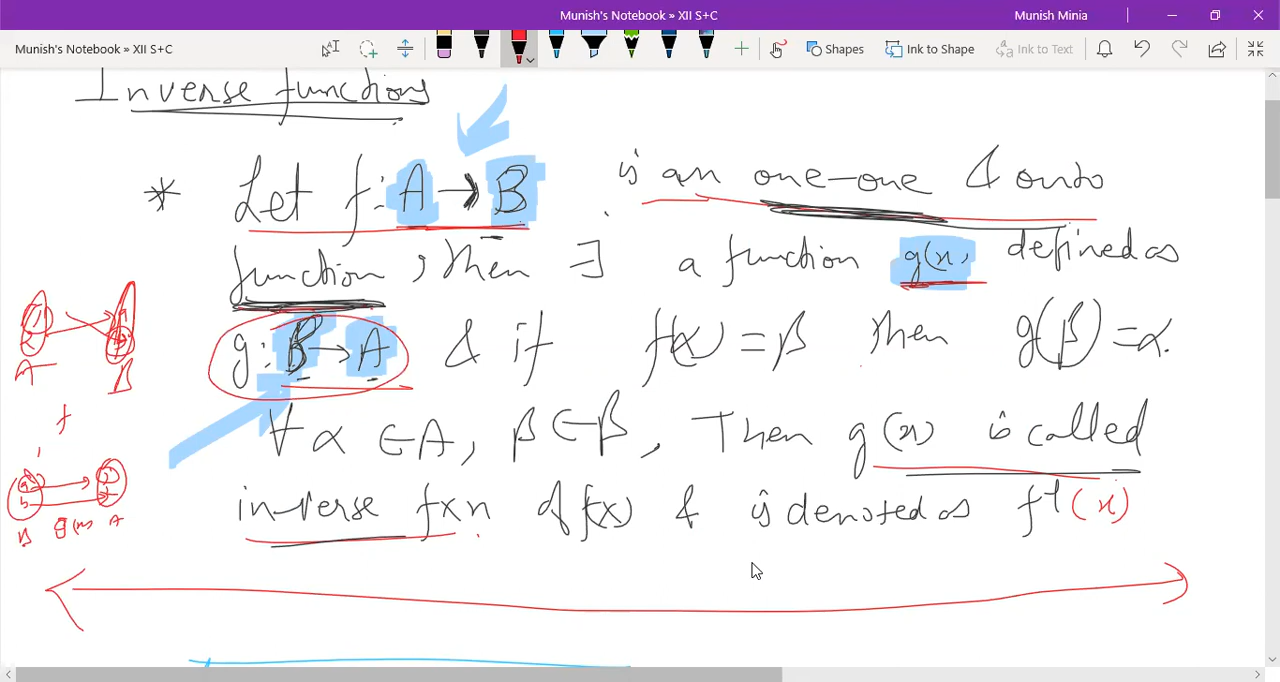 Munish's Notebook » XII S+C
Munish Minia
Munish's Notebook » XII S+C
Shapes
Ink to Shape
Ink to Text
Inverse functions
* Let f: A → B is an one-one & onto
function, then ∃ a function g(x) defined as
g: B → A & if f(α) = β then g(β) = α.
∀ α ∈ A, β ∈ β, Then g(x) is called
inverse fxn of f(x) & is denoted as f⁻¹(x)
A B
f
B g(x) A